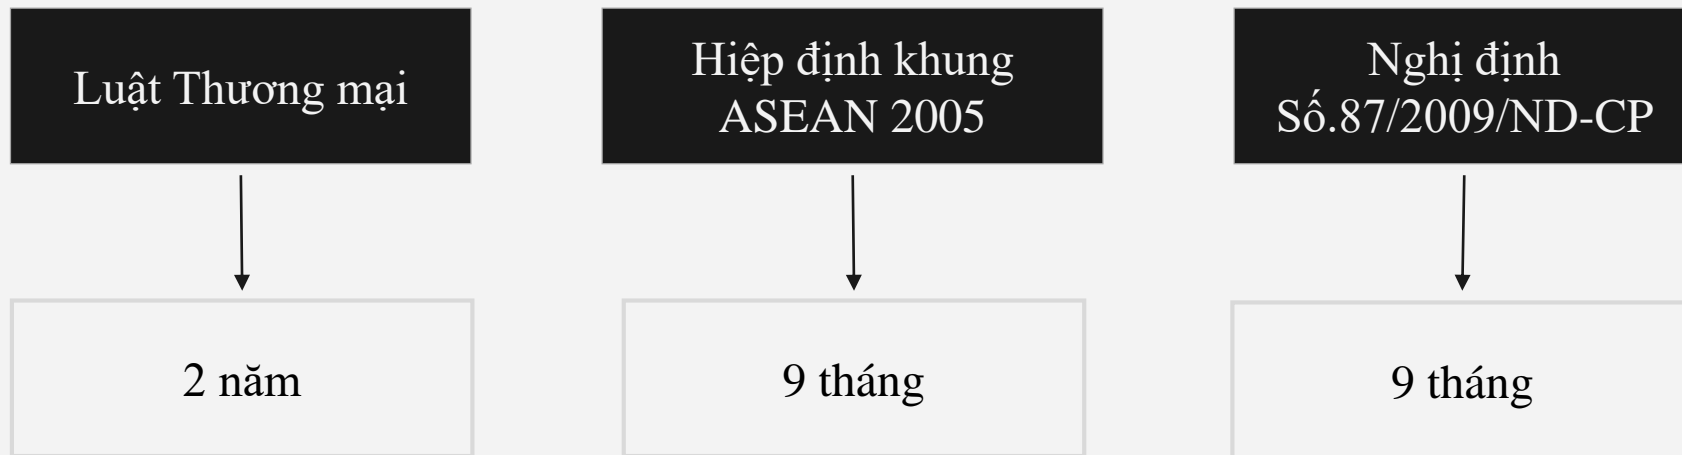 Luật Thương mại
Hiệp định khung
ASEAN 2005
Nghị định
Số.87/2009/ND-CP
2 năm
9 tháng
9 tháng